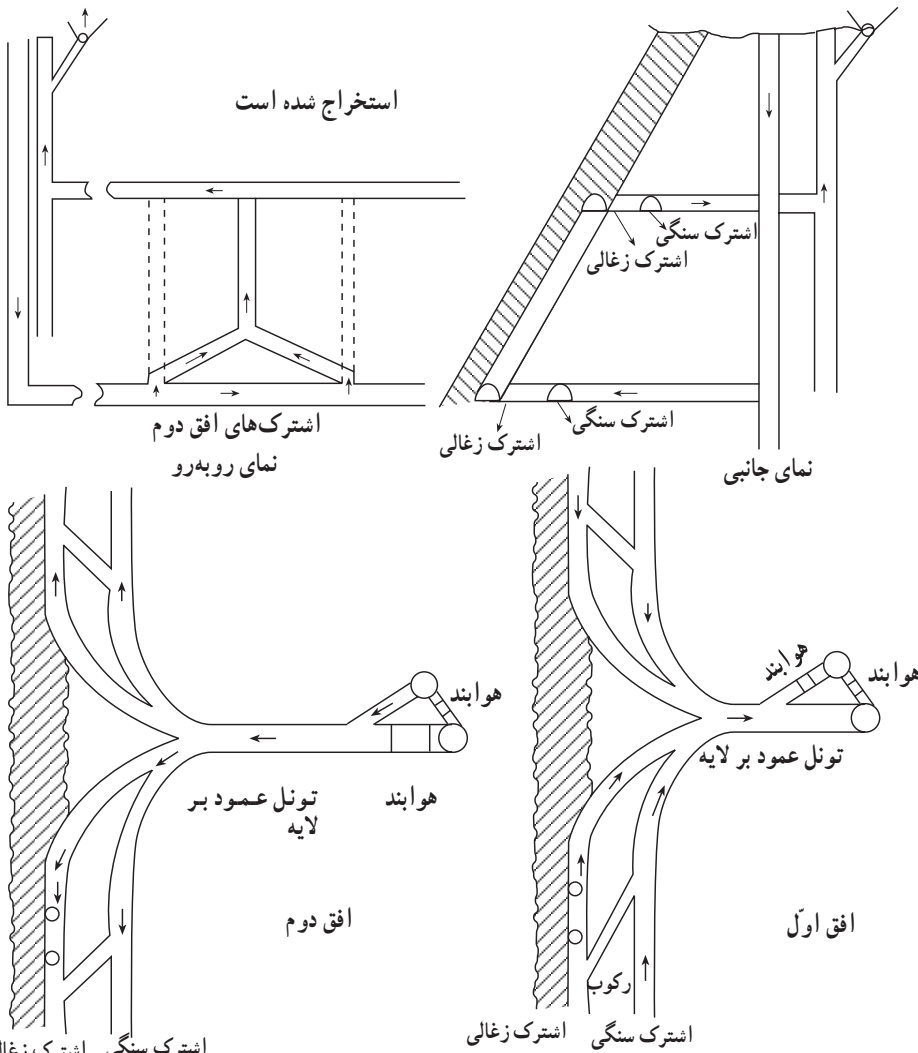 استخراج شده است
اشترک سنگی
اشترک زغالی
اشترک سنگی
اشترک زغالی
نمای جانبی
اشترک‌های افق دوم
نمای روبه‌رو
هوابند
هوابند
تونل عمود بر لایه
افق اوّل
رکوب
اشترک سنگی
اشترک زغالی
هوابند
هوابند
تونل عمود بر
لایه
افق دوم
اشترک سنگی
اشترک زغالی